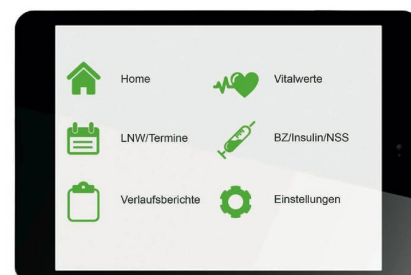 Home
Vitalwerte
LNW/Termine
BZ/Insulin/NSS
Verlaufsberichte
Einstellungen